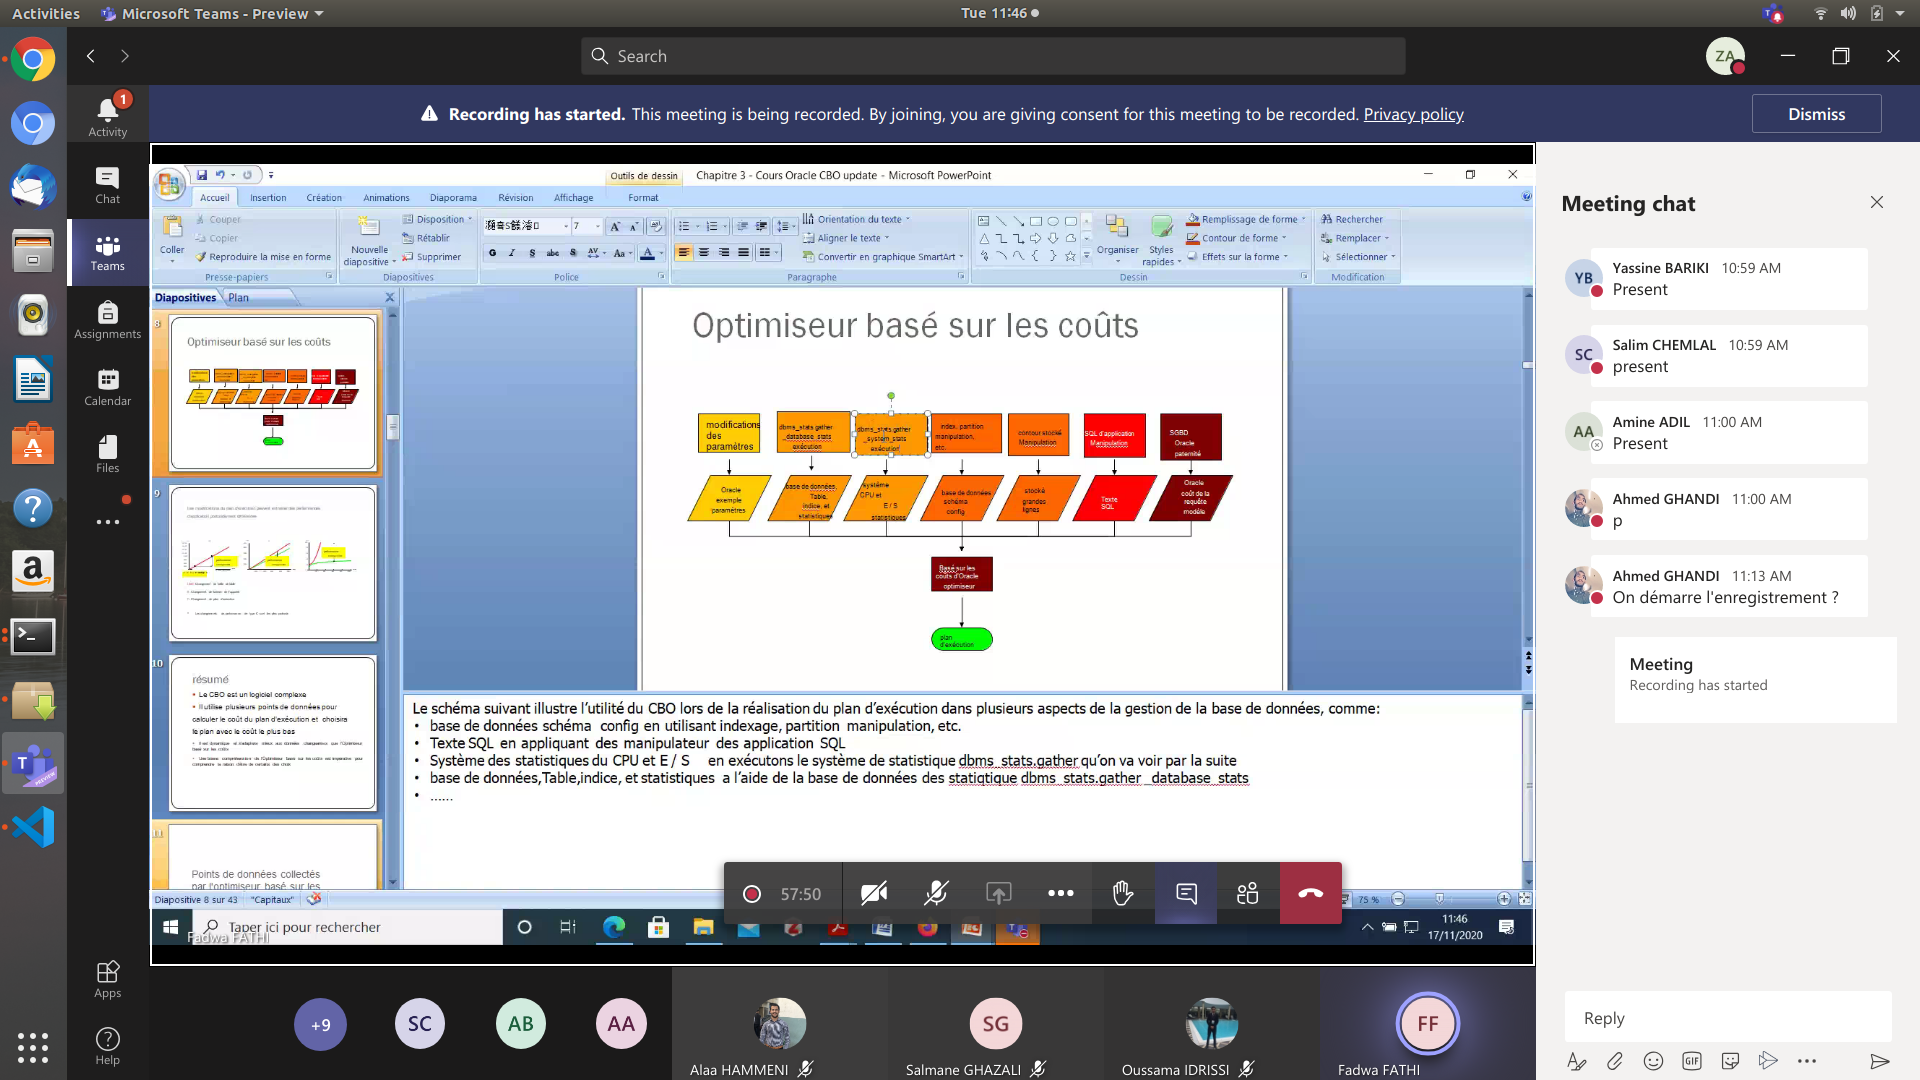 Activities
Microsoft Teams - Preview
Tue 11:46
Search
ZA
Recording has started. This meeting is being recorded. By joining, you are giving consent for this meeting to be recorded. Privacy policy
Dismiss
1
Activity
Chat
Teams
Assignments
Calendar
Files
Apps
Help
Outils de dessin
Chapitre 3 - Cours Oracle CBO update - Microsoft PowerPoint
Accueil
Insertion
Création
Animations
Diaporama
Révision
Affichage
Format
Coller
Couper
Copier
Reproduire la mise en forme
Presse-papiers
Nouvelle diapositive
Disposition
Rétablir
Supprimer
Diapositives
7
Police
Orientation du texte
Aligner le texte
Convertir en graphique SmartArt
Paragraphe
Organiser
Styles rapides
Remplissage de forme
Contour de forme
Effets sur la forme
Dessin
Rechercher
Remplacer
Sélectionner
Modification
Diapositives
Plan
8
Optimiseur basé sur les coûts
9
10
résumé
Le CBO est un logiciel complexe
Il utilise plusieurs points de données pour
calculer le coût du plan d'exécution et choisira
le plan avec le coût le plus bas
11
Points de données collectés
par l'optimiseur basé sur les
Optimiseur basé sur les coûts
modifications
des
paramètres
dbms_stats.gather
_database_stats
exécution
dbms_stats.gather
_system_stats
exécution
index, partition
manipulation,
etc.
contour stocké
Manipulation
SQL d'application
Manipulation
SGBD
Oracle
paternité
Oracle
exemple
paramètres
base de données,
Table,
indice, et
statistiques
système
CPU et
E / S
statistiques
base de données
schéma
config
stocké
grandes
lignes
Texte
SQL
Oracle
coût de la
requête
modèle
Basé sur les
coûts d'Oracle
optimiseur
plan
d'exécution
Le schéma suivant illustre l'utilité du CBO lors de la réalisation du plan d'exécution dans plusieurs aspects de la gestion de la base de données, comme:
• base de données schéma config en utilisant indexage, partition manipulation, etc.
• Texte SQL en appliquant des manipulateur des application SQL
• Système des statistiques du CPU et E / S en exécutons le système de statistique dbms_stats.gather qu'on va voir par la suite
• base de données,Table,indice, et statistiques a l'aide de la base de données des statiqtique dbms_stats.gather _database_stats
• ......
Diapositive 8 sur 43
"Capitaux"
75 %
57:50
Taper ici pour rechercher
Fadwa FATHI
11:46
17/11/2020
+9
SC
AB
AA
Alaa HAMMENI
SG
Salmane GHAZALI
Oussama IDRISSI
FF
Fadwa FATHI
Meeting chat
YB
Yassine BARIKI 10:59 AM
Present
SC
Salim CHEMLAL 10:59 AM
present
AA
Amine ADIL 11:00 AM
Present
Ahmed GHANDI 11:00 AM
p
Ahmed GHANDI 11:13 AM
On démarre l'enregistrement ?
Meeting
Recording has started
Reply
GIF